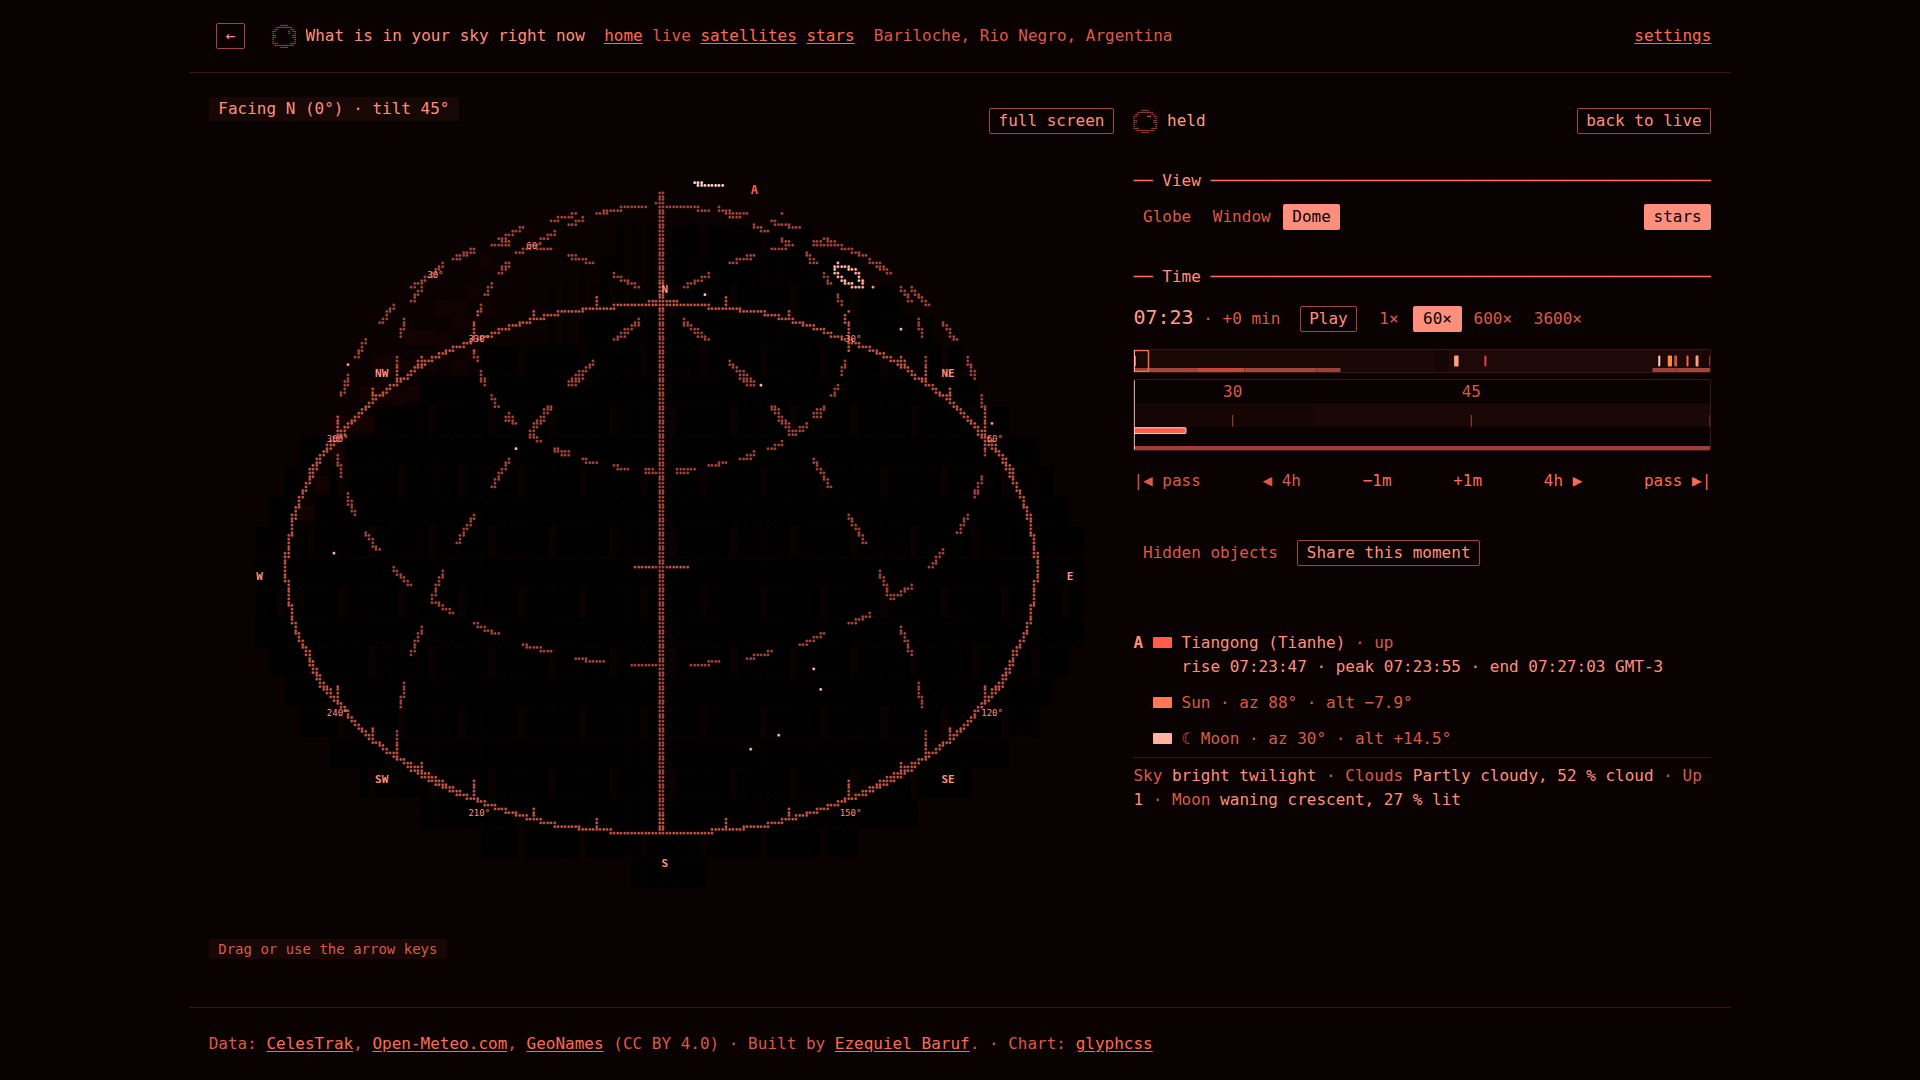 ← What is in your sky right now home live satellites stars Bariloche, Rio Negro, Argentina settings
Facing N (0°) · tilt 45°
full screen
held
back to live
View
Globe Window Dome stars
Time
07:23 · +0 min Play 1× 60× 600× 3600×
30 45
|◀ pass ◀ 4h −1m +1m 4h ▶ pass ▶|
Hidden objects Share this moment
A Tiangong (Tianhe) · up
rise 07:23:47 · peak 07:23:55 · end 07:27:03 GMT-3
Sun · az 88° · alt −7.9°
☾ Moon · az 30° · alt +14.5°
Sky bright twilight · Clouds Partly cloudy, 52 % cloud · Up
1 · Moon waning crescent, 27 % lit
A
60°
30°
N
330° 30°
NW NE
300° 60°
W E
240° 120°
SW SE
210° 150°
S
Drag or use the arrow keys
Data: CelesTrak, Open-Meteo.com, GeoNames (CC BY 4.0) · Built by Ezequiel Baruf. · Chart: glyphcss